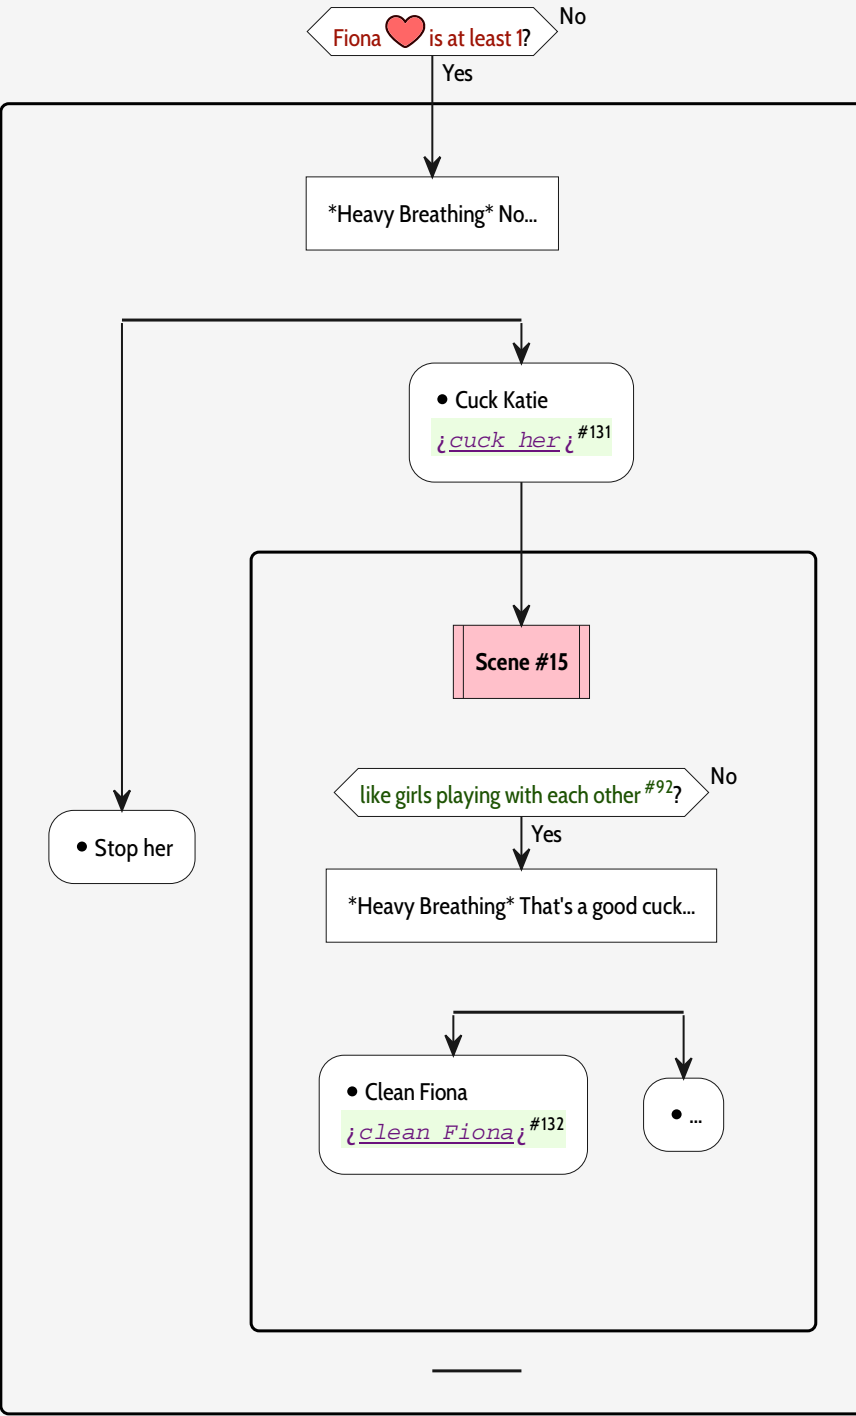 No
Fiona is at least 1?
Yes
*Heavy Breathing* No...
• Cuck Katie
¿cuck her¿ #131
Scene #15
No
like girls playing with each other #92?
Yes
• Stop her
*Heavy Breathing* That's a good cuck...
• Clean Fiona
¿clean Fiona¿ #132
• ...